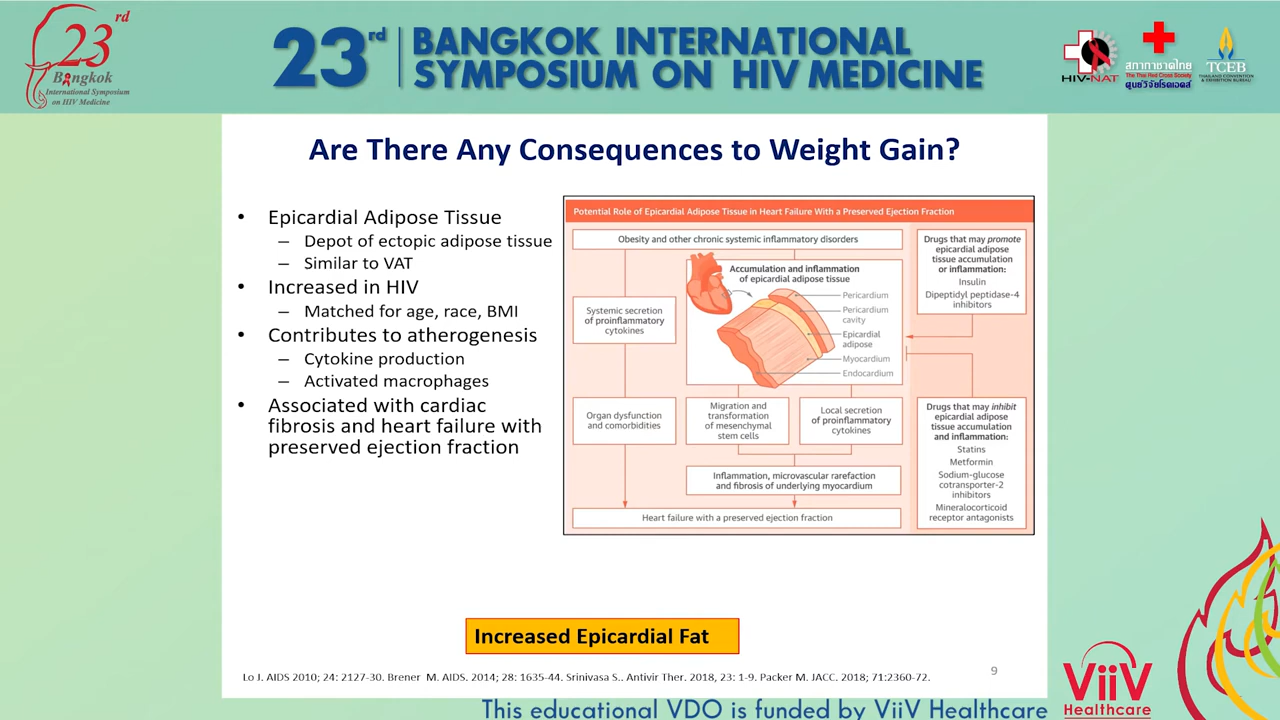 23rd
Bangkok
International Symposium
on HIV Medicine
23rd
BANGKOK INTERNATIONAL
SYMPOSIUM ON HIV MEDICINE
HIV-NAT
สภากาชาดไทย
The Thai Red Cross Society
ศูนย์วิจัยโรคเอดส์
TCEB
THAILAND CONVENTION
& EXHIBITION BUREAU
Are There Any Consequences to Weight Gain?
• Epicardial Adipose Tissue
– Depot of ectopic adipose tissue
– Similar to VAT
• Increased in HIV
– Matched for age, race, BMI
• Contributes to atherogenesis
– Cytokine production
– Activated macrophages
• Associated with cardiac
fibrosis and heart failure with
preserved ejection fraction
Potential Role of Epicardial Adipose Tissue in Heart Failure With a Preserved Ejection Fraction
Obesity and other chronic systemic inflammatory disorders
Systemic secretion
of proinflammatory
cytokines
Organ dysfunction
and comorbidities
Accumulation and inflammation
of epicardial adipose tissue
Pericardium
Pericardium
cavity
Epicardial
adipose
Myocardium
Endocardium
Migration and
transformation
of mesenchymal
stem cells
Local secretion
of proinflammatory
cytokines
Inflammation, microvascular rarefaction
and fibrosis of underlying myocardium
Heart failure with a preserved ejection fraction
Drugs that may promote
epicardial adipose
tissue accumulation
or inflammation:
Insulin
Dipeptidyl peptidase-4
inhibitors
Drugs that may inhibit
epicardial adipose
tissue accumulation
and inflammation:
Statins
Metformin
Sodium-glucose
cotransporter-2
inhibitors
Mineralocorticoid
receptor antagonists
Increased Epicardial Fat
Lo J. AIDS 2010; 24: 2127-30. Brener M. AIDS. 2014; 28: 1635-44. Srinivasa S.. Antivir Ther. 2018, 23: 1-9. Packer M. JACC. 2018; 71:2360-72.
9
ViiV
Healthcare
This educational VDO is funded by ViiV Healthcare